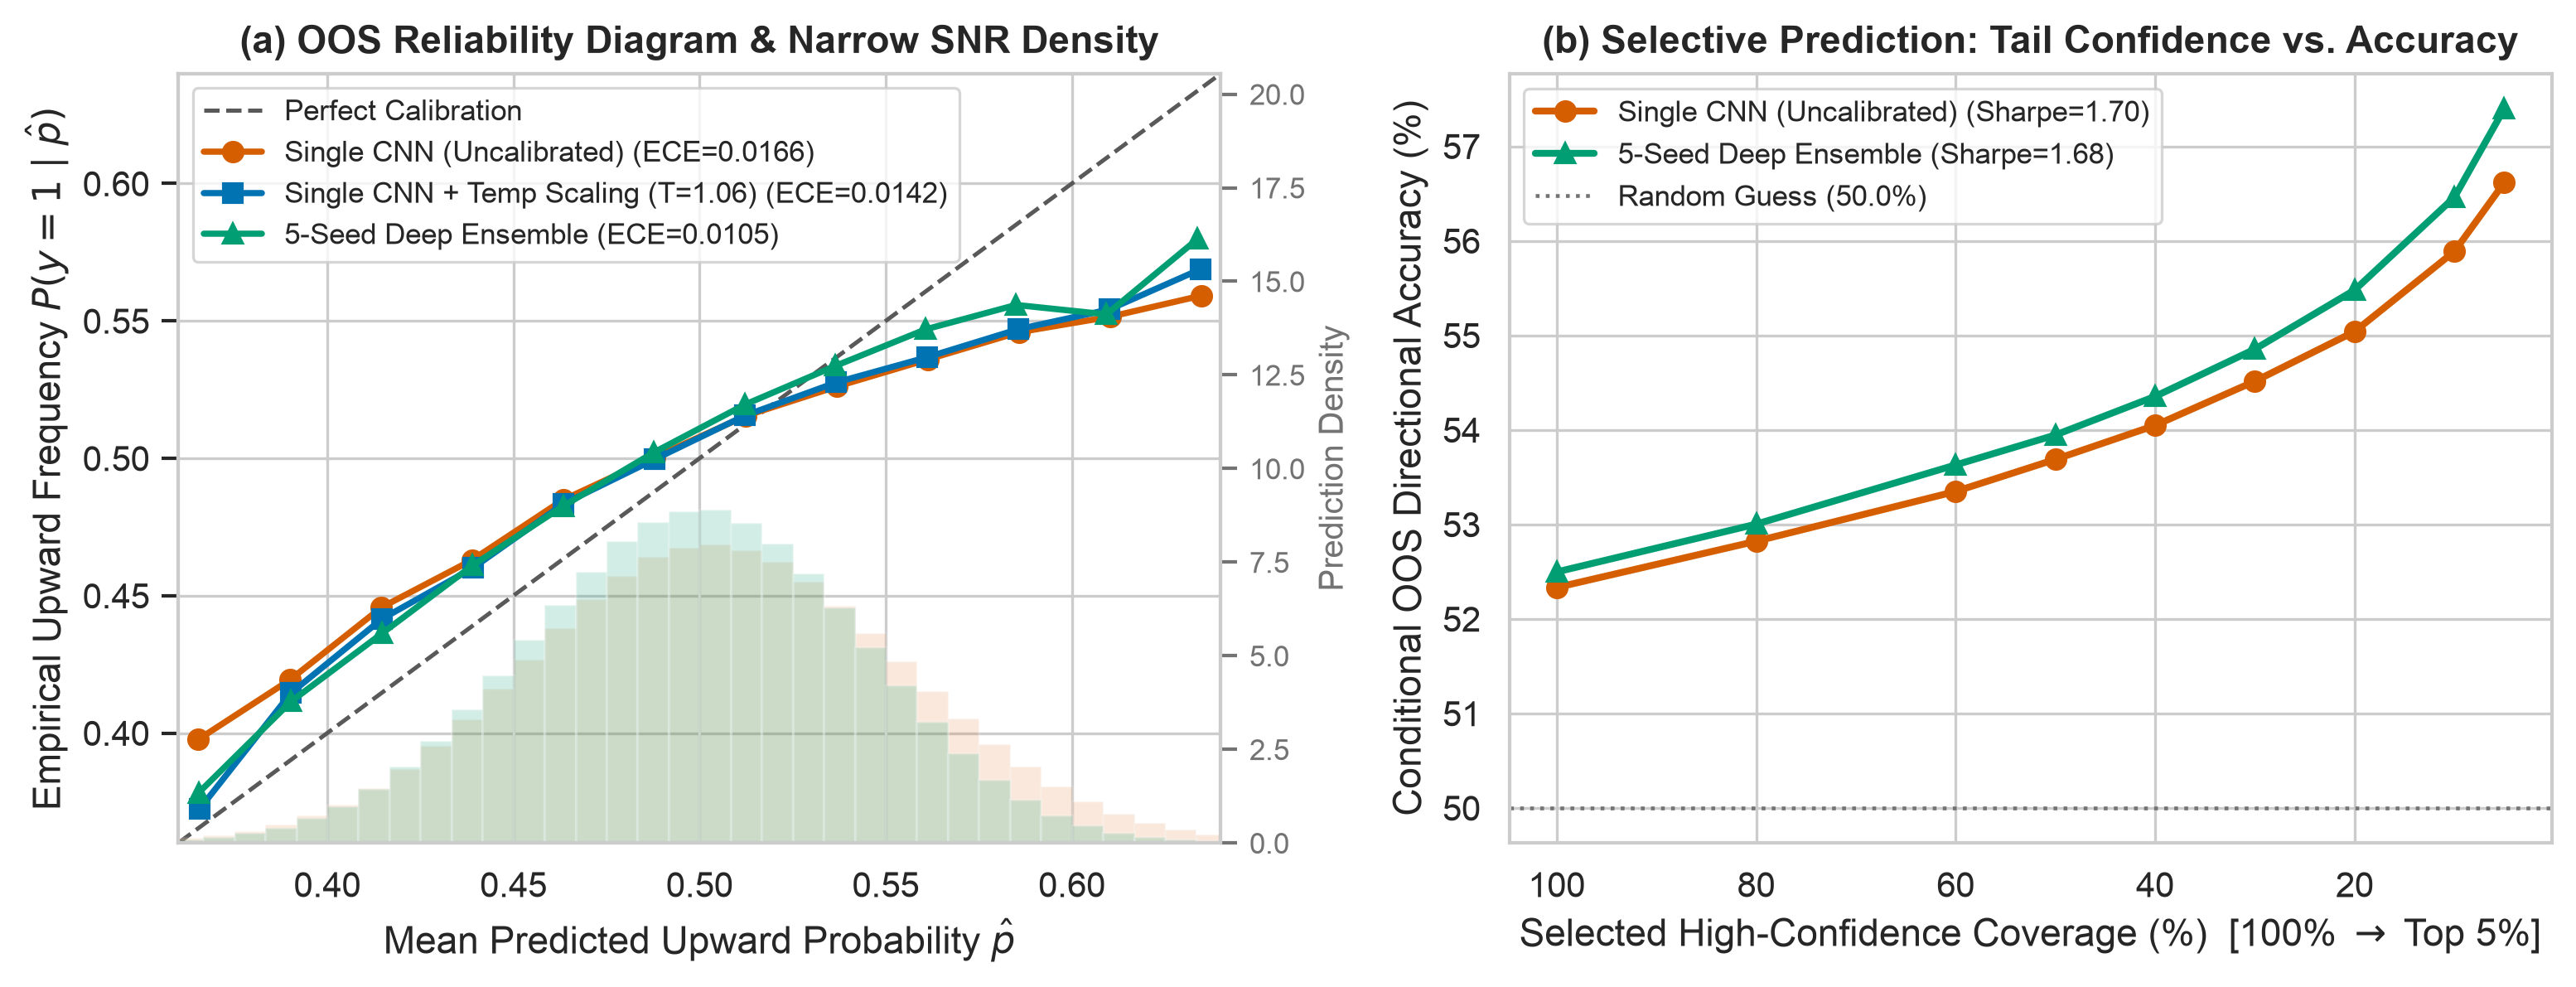 (a) OOS Reliability Diagram & Narrow SNR Density
Perfect Calibration
Single CNN (Uncalibrated) (ECE=0.0166)
Single CNN + Temp Scaling (T=1.06) (ECE=0.0142)
5-Seed Deep Ensemble (ECE=0.0105)
Empirical Upward Frequency P(y = 1 | p̂)
0.60
0.55
0.50
0.45
0.40
20.0
17.5
15.0
12.5
10.0
7.5
5.0
2.5
0.0
Prediction Density
0.40 0.45 0.50 0.55 0.60
Mean Predicted Upward Probability p̂
(b) Selective Prediction: Tail Confidence vs. Accuracy
Single CNN (Uncalibrated) (Sharpe=1.70)
5-Seed Deep Ensemble (Sharpe=1.68)
Random Guess (50.0%)
Conditional OOS Directional Accuracy (%)
57
56
55
54
53
52
51
50
100 80 60 40 20
Selected High-Confidence Coverage (%) [100% → Top 5%]